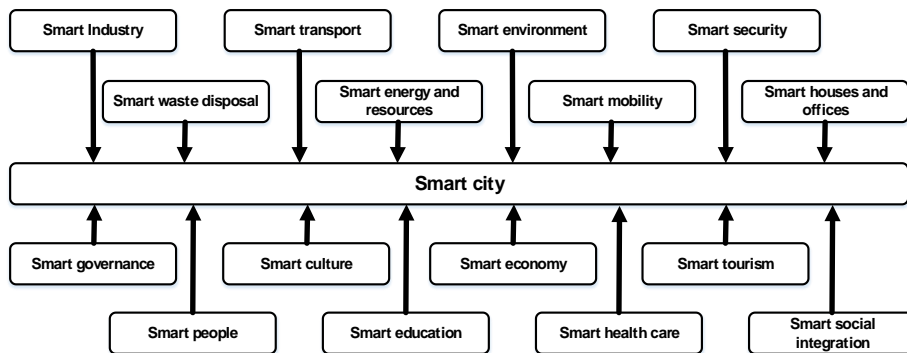 Smart Industry
Smart transport
Smart environment
Smart security
Smart waste disposal
Smart energy and
resources
Smart mobility
Smart houses and
offices
Smart city
Smart governance
Smart culture
Smart economy
Smart tourism
Smart people
Smart education
Smart health care
Smart social
integration